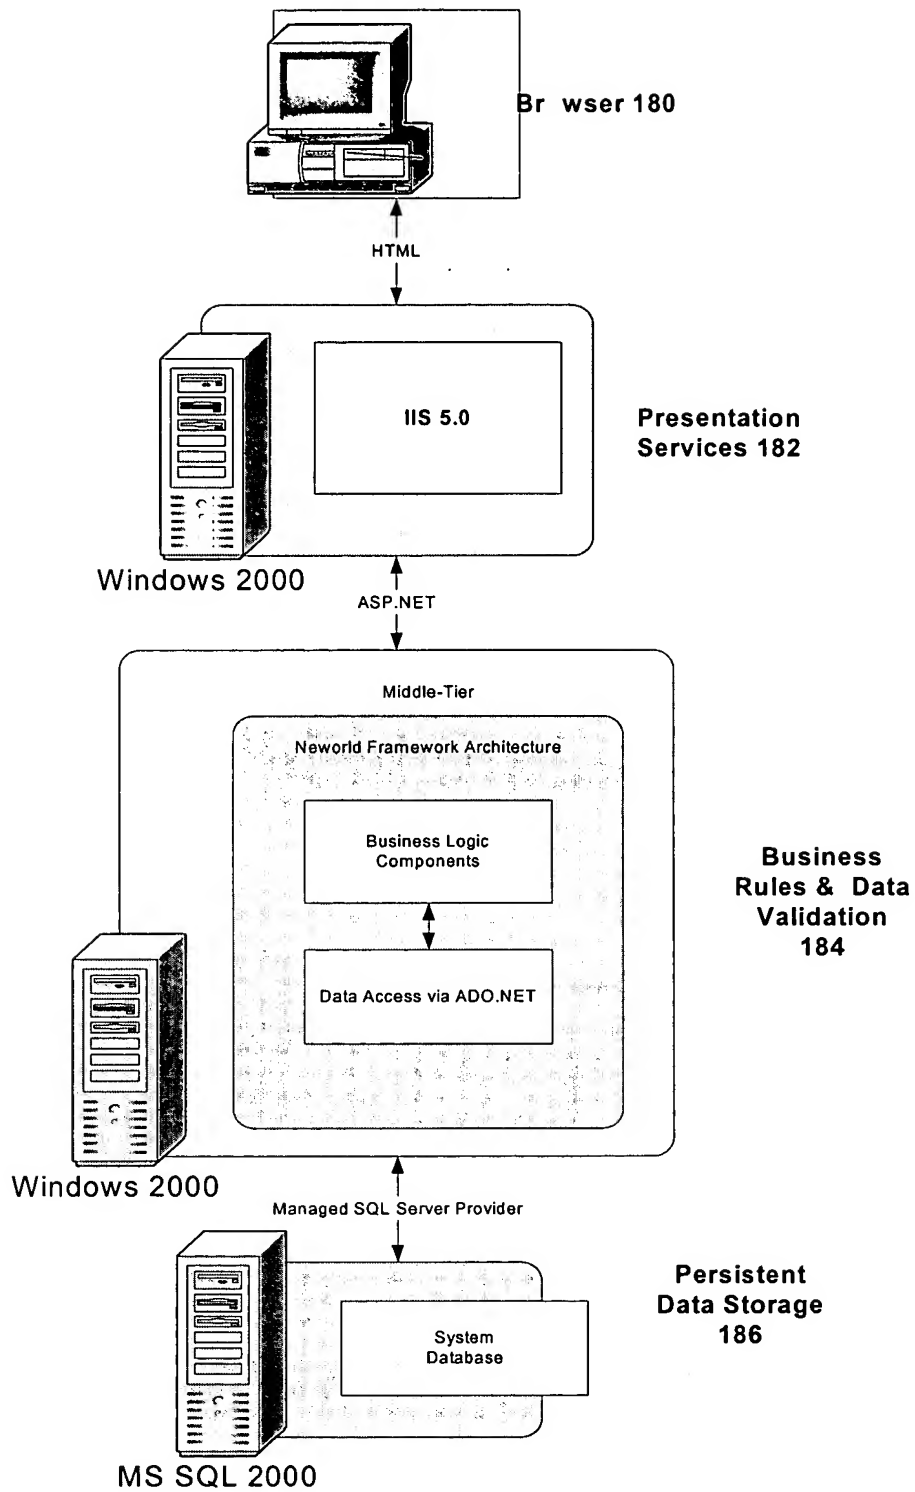 Br wser 180
HTML
IIS 5.0
Presentation
Services 182
Windows 2000
ASP.NET
Middle-Tier
Neworld Framework Architecture
Business Logic
Components
Business
Rules & Data
Validation
184
Data Access via ADO.NET
Windows 2000
Managed SQL Server Provider
Persistent
Data Storage
186
System
Database
MS SQL 2000